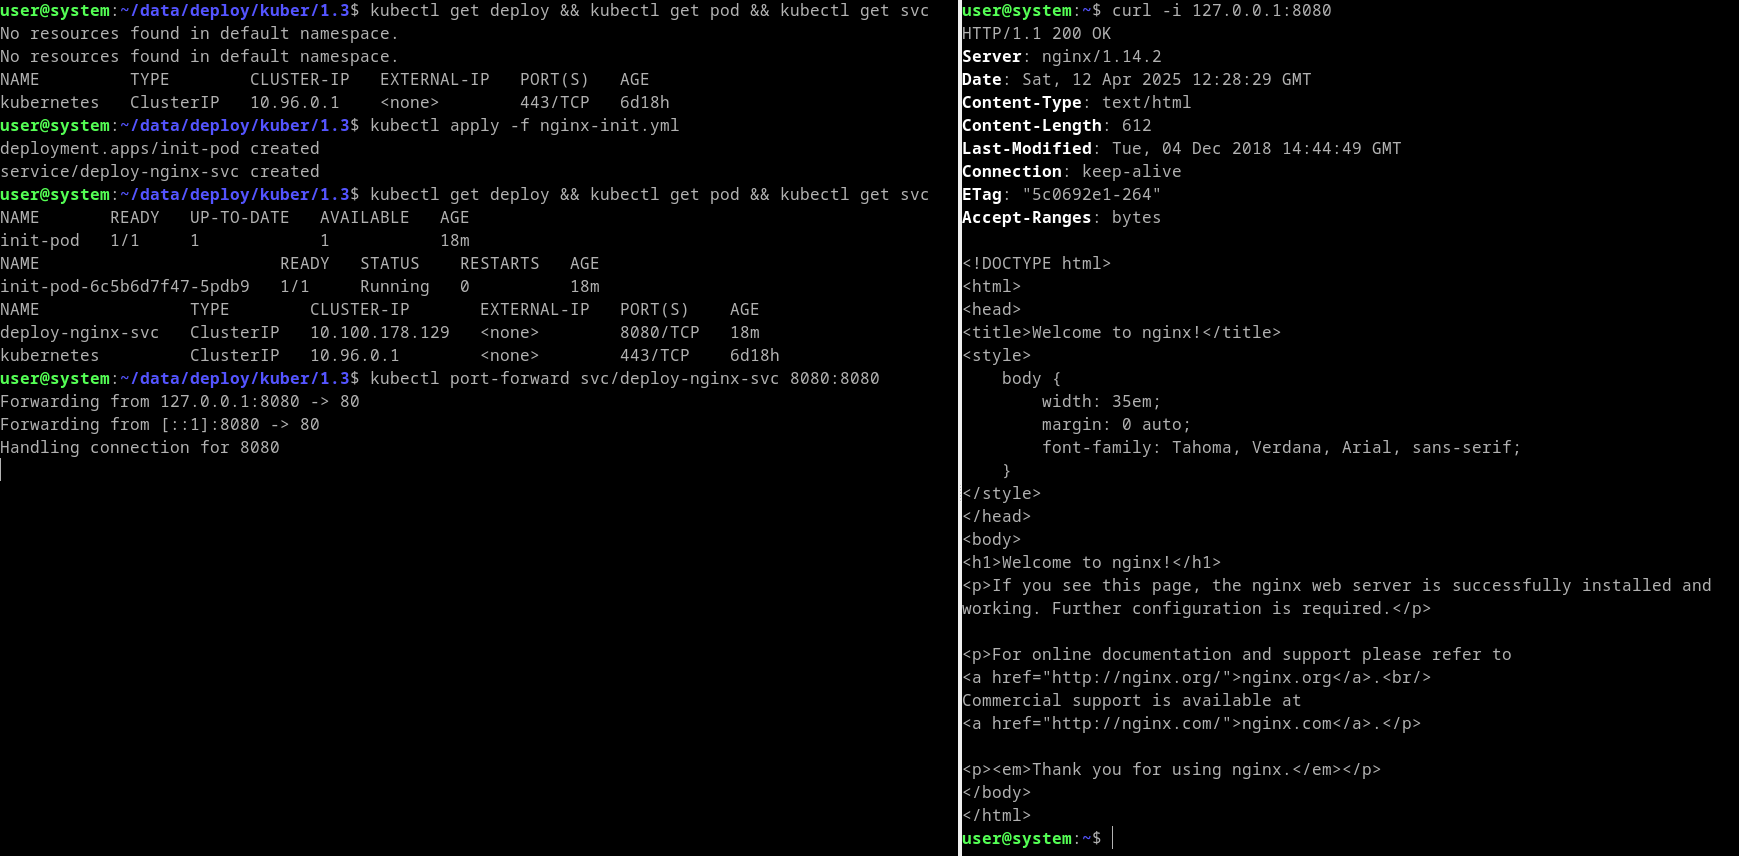 user@system:~/data/deploy/kuber/1.3$ kubectl get deploy && kubectl get pod && kubectl get svc
No resources found in default namespace.
No resources found in default namespace.
NAME         TYPE        CLUSTER-IP   EXTERNAL-IP   PORT(S)   AGE
kubernetes   ClusterIP   10.96.0.1    <none>        443/TCP   6d18h
user@system:~/data/deploy/kuber/1.3$ kubectl apply -f nginx-init.yml
deployment.apps/init-pod created
service/deploy-nginx-svc created
user@system:~/data/deploy/kuber/1.3$ kubectl get deploy && kubectl get pod && kubectl get svc
NAME       READY   UP-TO-DATE   AVAILABLE   AGE
init-pod   1/1     1            1           18m
NAME                        READY   STATUS    RESTARTS   AGE
init-pod-6c5b6d7f47-5pdb9   1/1     Running   0          18m
NAME               TYPE        CLUSTER-IP       EXTERNAL-IP   PORT(S)    AGE
deploy-nginx-svc   ClusterIP   10.100.178.129   <none>        8080/TCP   18m
kubernetes         ClusterIP   10.96.0.1        <none>        443/TCP    6d18h
user@system:~/data/deploy/kuber/1.3$ kubectl port-forward svc/deploy-nginx-svc 8080:8080
Forwarding from 127.0.0.1:8080 -> 80
Forwarding from [::1]:8080 -> 80
Handling connection for 8080
user@system:~$ curl -i 127.0.0.1:8080
HTTP/1.1 200 OK
Server: nginx/1.14.2
Date: Sat, 12 Apr 2025 12:28:29 GMT
Content-Type: text/html
Content-Length: 612
Last-Modified: Tue, 04 Dec 2018 14:44:49 GMT
Connection: keep-alive
ETag: "5c0692e1-264"
Accept-Ranges: bytes

<!DOCTYPE html>
<html>
<head>
<title>Welcome to nginx!</title>
<style>
    body {
        width: 35em;
        margin: 0 auto;
        font-family: Tahoma, Verdana, Arial, sans-serif;
    }
</style>
</head>
<body>
<h1>Welcome to nginx!</h1>
<p>If you see this page, the nginx web server is successfully installed and
working. Further configuration is required.</p>

<p>For online documentation and support please refer to
<a href="http://nginx.org/">nginx.org</a>.<br/>
Commercial support is available at
<a href="http://nginx.com/">nginx.com</a>.</p>

<p><em>Thank you for using nginx.</em></p>
</body>
</html>
user@system:~$